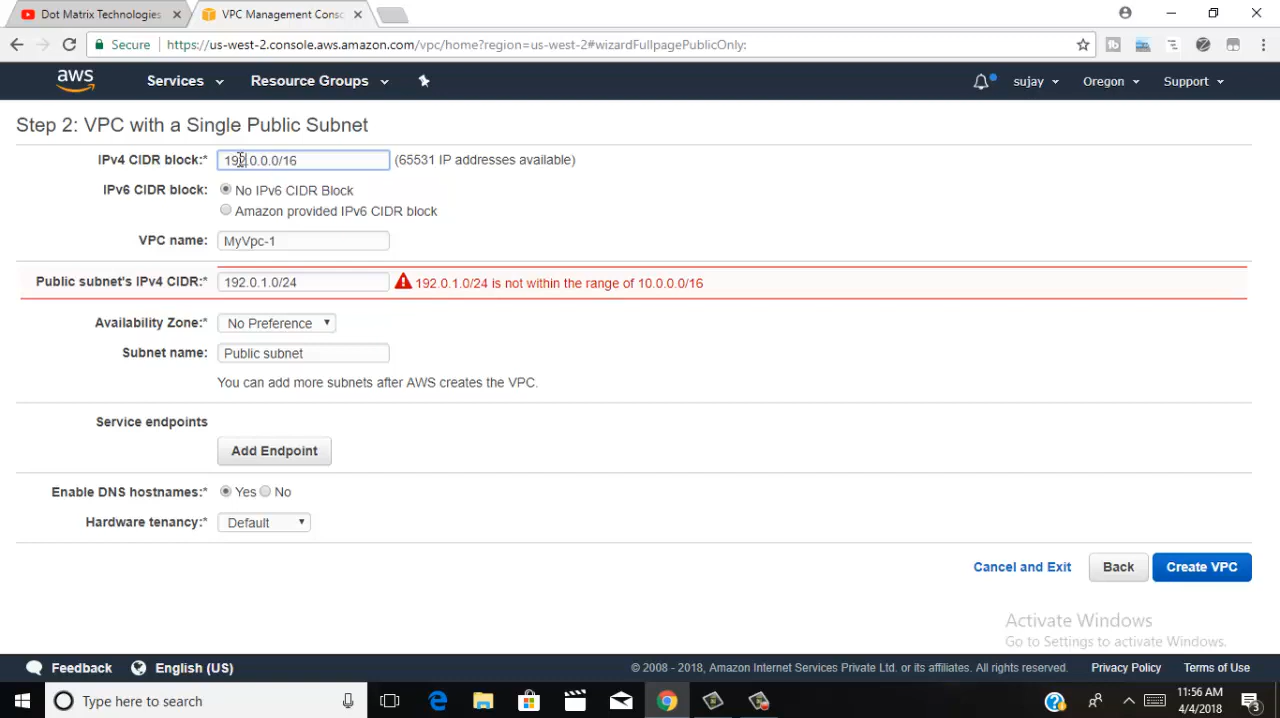 Dot Matrix Technologies
VPC Management Conso
Secure
https://us-west-2.console.aws.amazon.com/vpc/home?region=us-west-2#wizardFullpagePublicOnly:
aws
Services
Resource Groups
sujay
Oregon
Support
Step 2: VPC with a Single Public Subnet
IPv4 CIDR block:* 192.0.0.0/16 (65531 IP addresses available)
IPv6 CIDR block: No IPv6 CIDR Block
Amazon provided IPv6 CIDR block
VPC name: MyVpc-1
Public subnet's IPv4 CIDR:* 192.0.1.0/24 192.0.1.0/24 is not within the range of 10.0.0.0/16
Availability Zone:* No Preference
Subnet name: Public subnet
You can add more subnets after AWS creates the VPC.
Service endpoints
Add Endpoint
Enable DNS hostnames:* Yes No
Hardware tenancy:* Default
Cancel and Exit Back Create VPC
Activate Windows
Go to Settings to activate Windows.
Feedback English (US) © 2008 - 2018, Amazon Internet Services Private Ltd. or its affiliates. All rights reserved. Privacy Policy Terms of Use
Type here to search
11:56 AM
4/4/2018
3